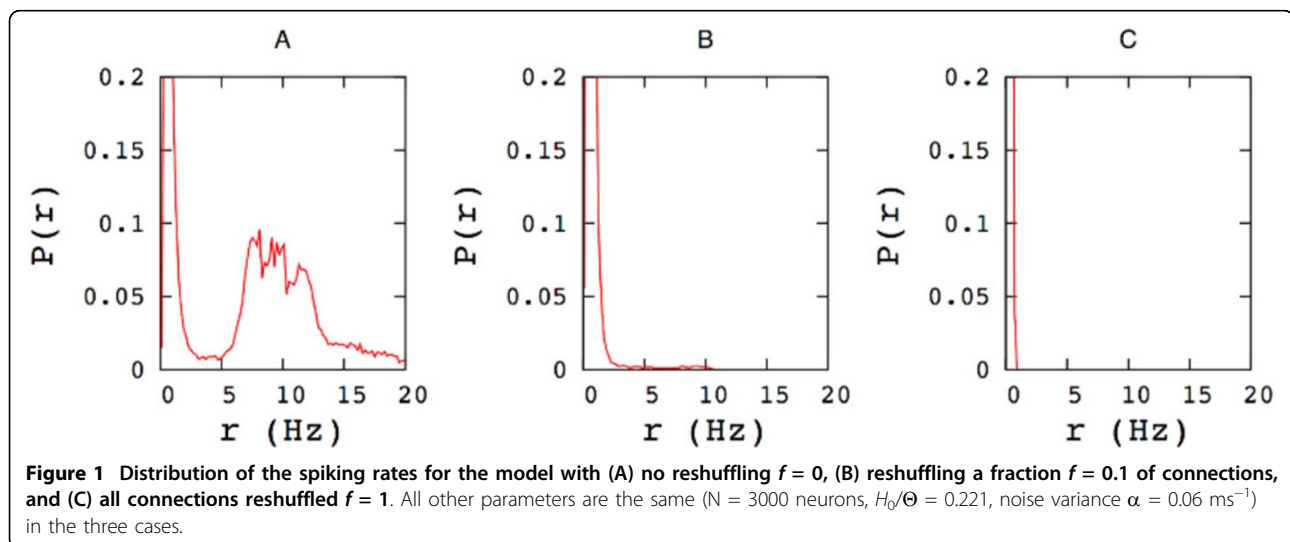 A
B
C
0.2
0.15
0.1
0.05
0
P(r)
0 5 10 15 20
r (Hz)
0.2
0.15
0.1
0.05
0
P(r)
0 5 10 15 20
r (Hz)
0.2
0.15
0.1
0.05
0
P(r)
0 5 10 15 20
r (Hz)
Figure 1 Distribution of the spiking rates for the model with (A) no reshuffling f = 0, (B) reshuffling a fraction f = 0.1 of connections,
and (C) all connections reshuffled f = 1. All other parameters are the same (N = 3000 neurons, H₀/Θ = 0.221, noise variance α = 0.06 ms⁻¹)
in the three cases.